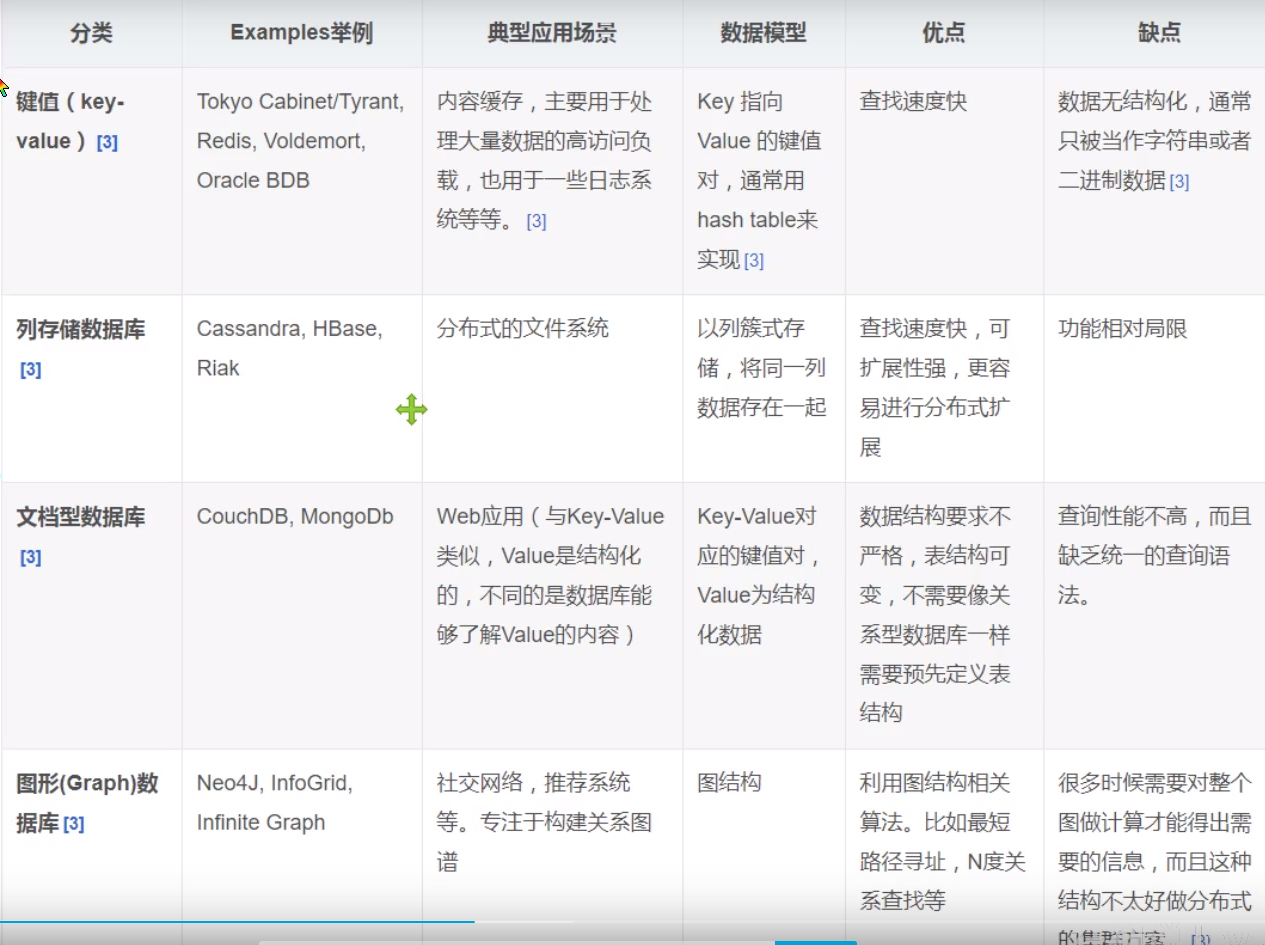 分类 Examples举例 典型应用场景 数据模型 优点 缺点
键值（key-
value）[3]
Tokyo Cabinet/Tyrant,
Redis, Voldemort,
Oracle BDB
内容缓存，主要用于处
理大量数据的高访问负
载，也用于一些日志系
统等等。[3]
Key 指向
Value 的键值
对，通常用
hash table来
实现[3]
查找速度快
数据无结构化，通常
只被当作字符串或者
二进制数据[3]
列存储数据库
[3]
Cassandra, HBase,
Riak
分布式的文件系统
以列簇式存
储，将同一列
数据存在一起
查找速度快，可
扩展性强，更容
易进行分布式扩
展
功能相对局限
文档型数据库
[3]
CouchDB, MongoDb
Web应用（与Key-Value
类似，Value是结构化
的，不同的是数据库能
够了解Value的内容）
Key-Value对
应的键值对，
Value为结构
化数据
数据结构要求不
严格，表结构可
变，不需要像关
系型数据库一样
需要预先定义表
结构
查询性能不高，而且
缺乏统一的查询语
法。
图形(Graph)数
据库[3]
Neo4J, InfoGrid,
Infinite Graph
社交网络，推荐系统
等。专注于构建关系图
谱
图结构
利用图结构相关
算法。比如最短
路径寻址，N度关
系查找等
很多时候需要对整个
图做计算才能得出需
要的信息，而且这种
结构不太好做分布式
的集群方案 [3]